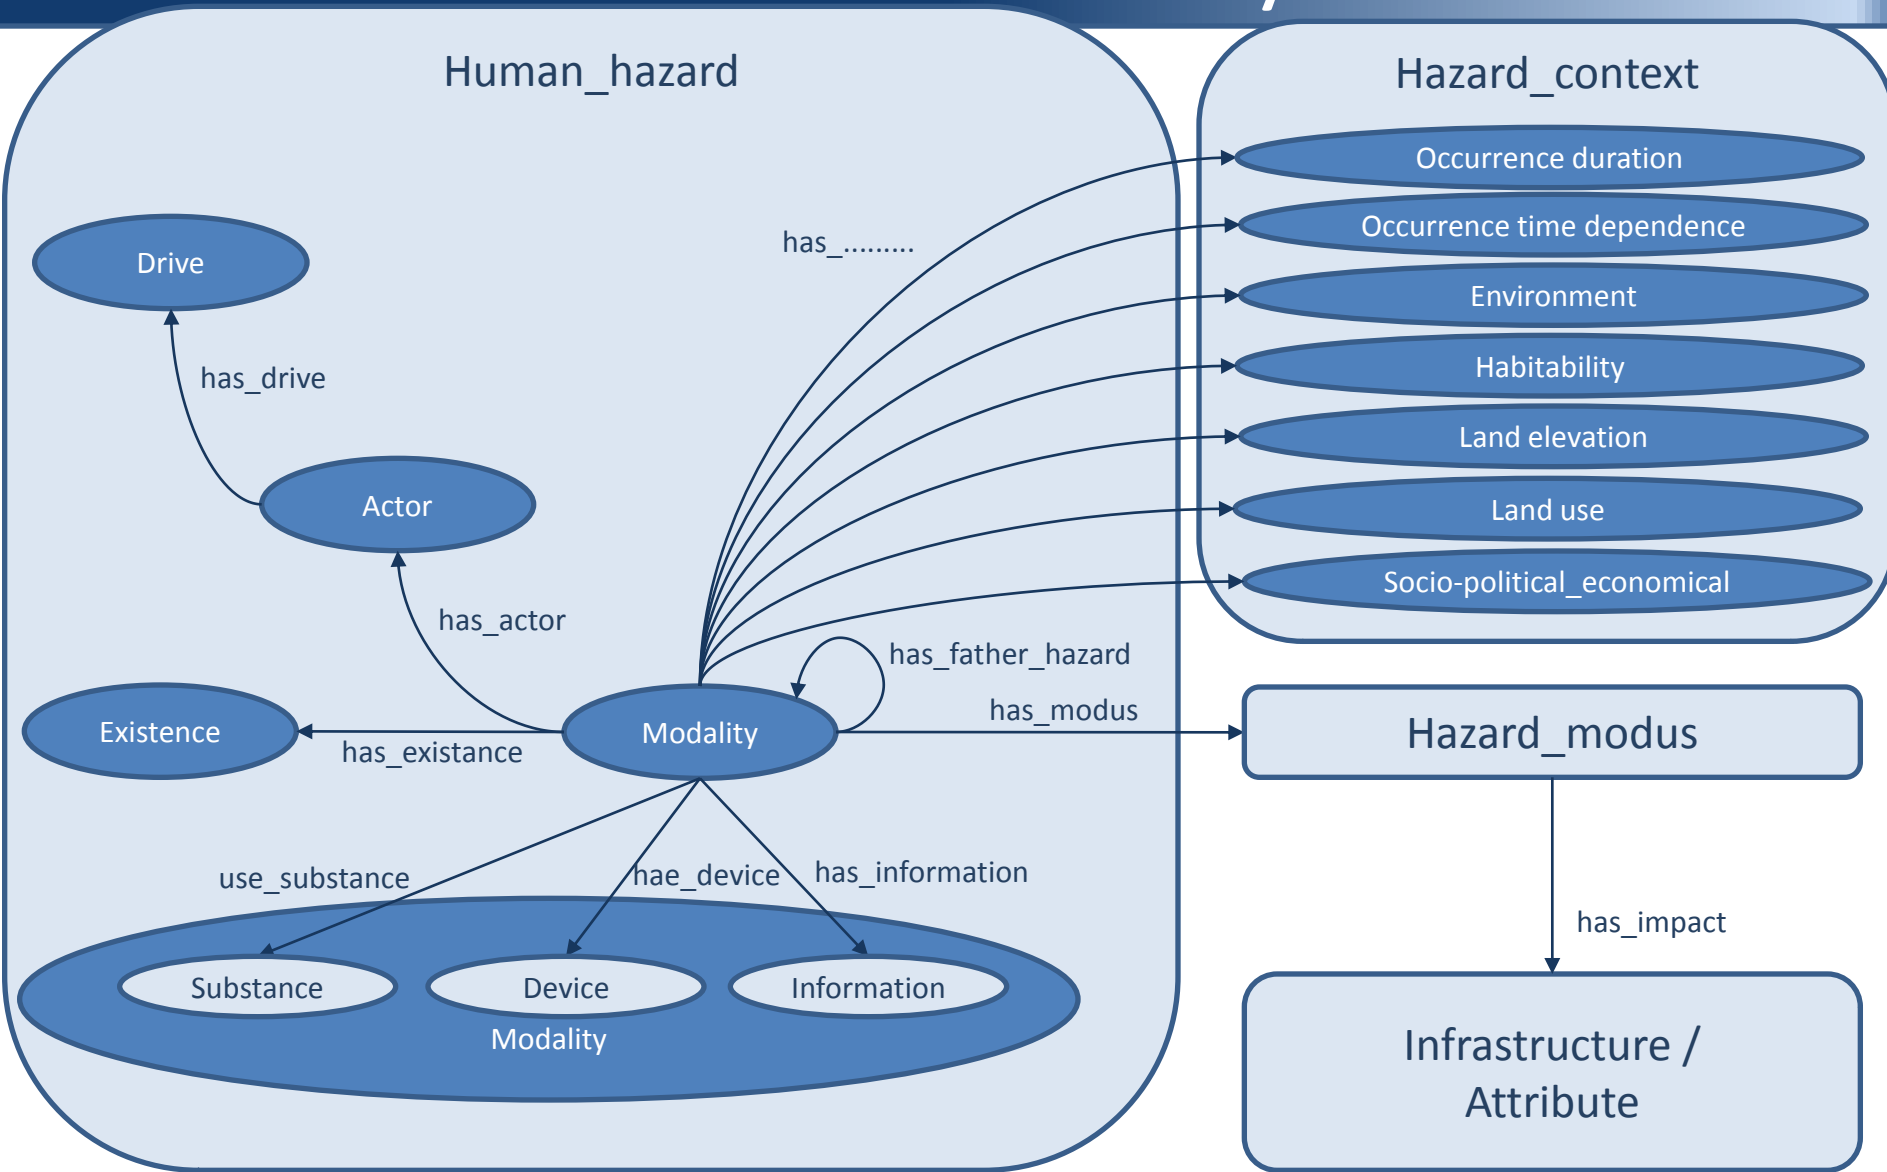 Human_hazard
Hazard_context
Occurrence duration
Occurrence time dependence
has_.........
Drive
Environment
Habitability
has_drive
Land elevation
Actor
Land use
Socio-political_economical
has_actor
has_father_hazard
has_modus
Existence
Modality
Hazard_modus
has_existance
use_substance
hae_device
has_information
has_impact
Substance
Device
Information
Modality
Infrastructure /
Attribute